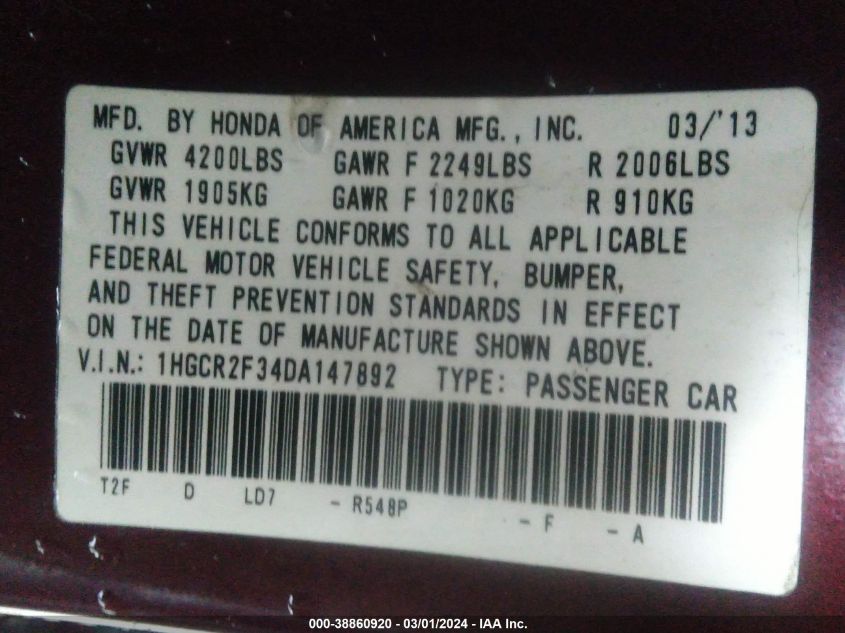 MFD. BY HONDA OF AMERICA MFG., INC. 03/'13
GVWR 4200LBS GAWR F 2249LBS R 2006LBS
GVWR 1905KG GAWR F 1020KG R 910KG
THIS VEHICLE CONFORMS TO ALL APPLICABLE
FEDERAL MOTOR VEHICLE SAFETY, BUMPER,
AND THEFT PREVENTION STANDARDS IN EFFECT
ON THE DATE OF MANUFACTURE SHOWN ABOVE.
V.I.N.: 1HGCR2F34DA147892 TYPE: PASSENGER CAR
T2F D LD7 - R548P - F - A
000-38860920 - 03/01/2024 - IAA Inc.